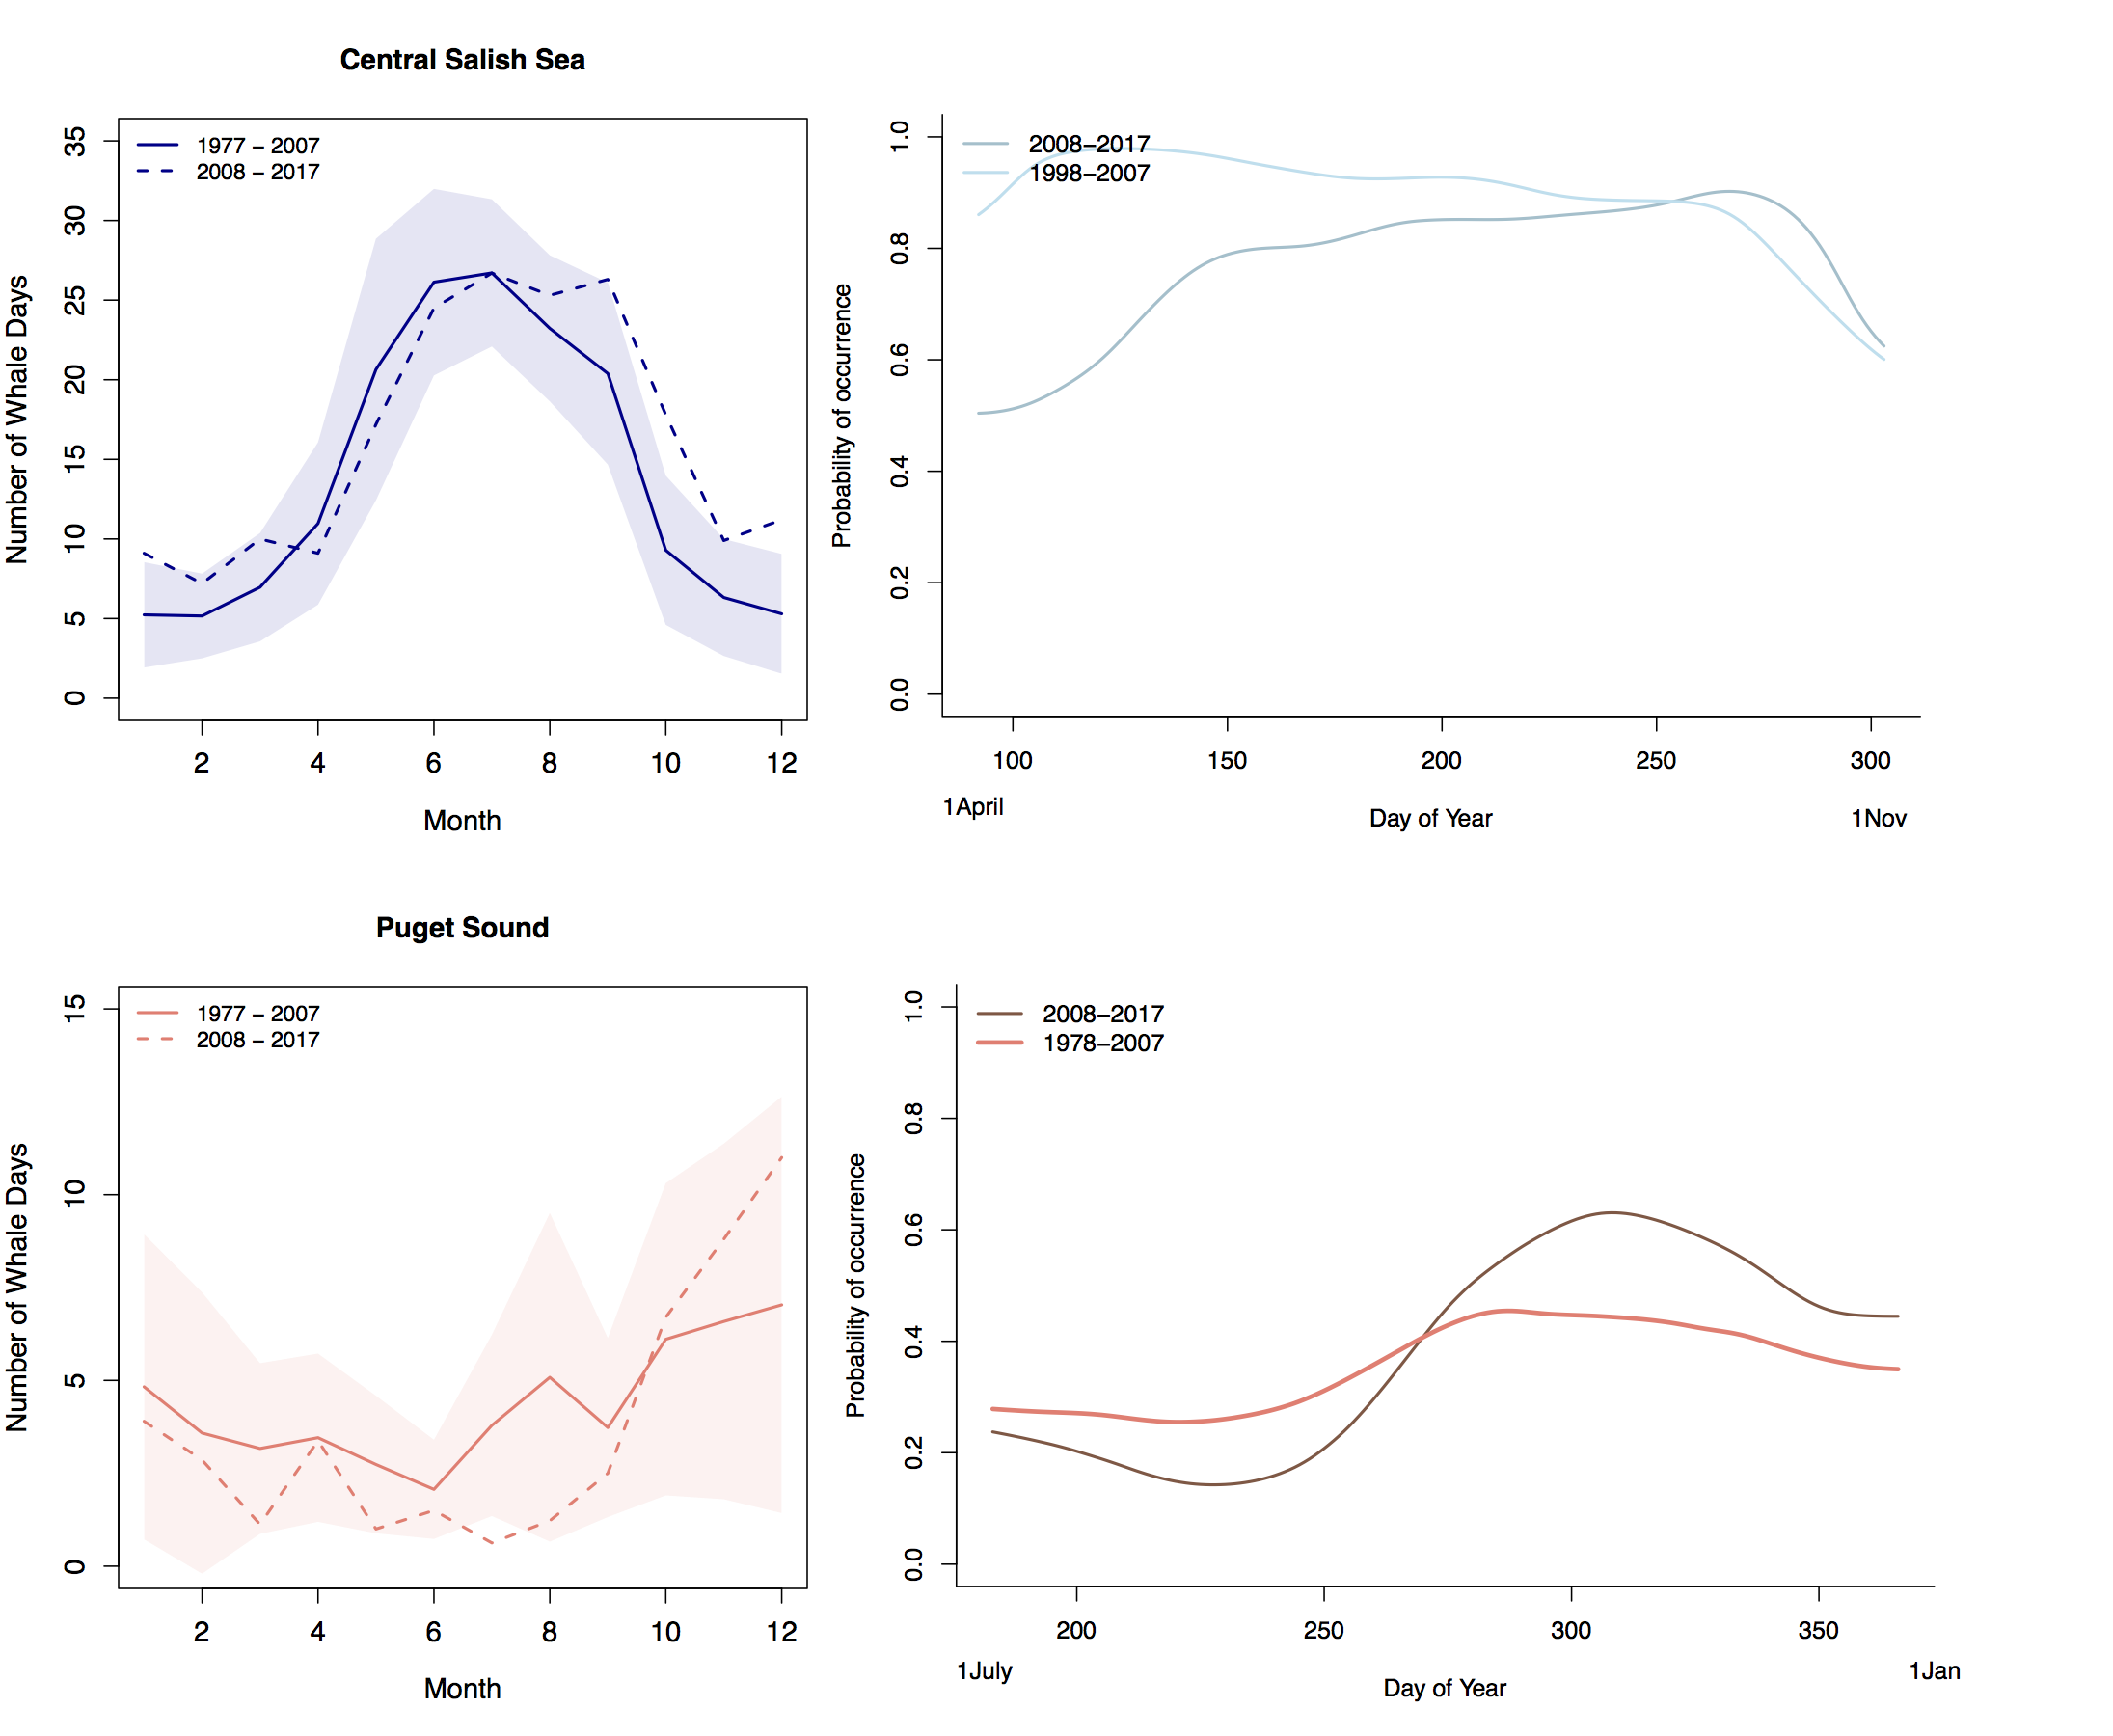 Central Salish Sea
1977 – 2007
2008 – 2017
35
30
25
20
15
10
5
0
Number of Whale Days
2
4
6
8
10
12
Month
2008–2017
1998–2007
1.0
0.8
0.6
0.4
0.2
0.0
Probability of occurrence
100
150
200
250
300
1April
Day of Year
1Nov
Puget Sound
1977 – 2007
2008 – 2017
15
10
5
0
Number of Whale Days
2
4
6
8
10
12
Month
2008–2017
1978–2007
1.0
0.8
0.6
0.4
0.2
0.0
Probability of occurrence
200
250
300
350
1July
Day of Year
1Jan